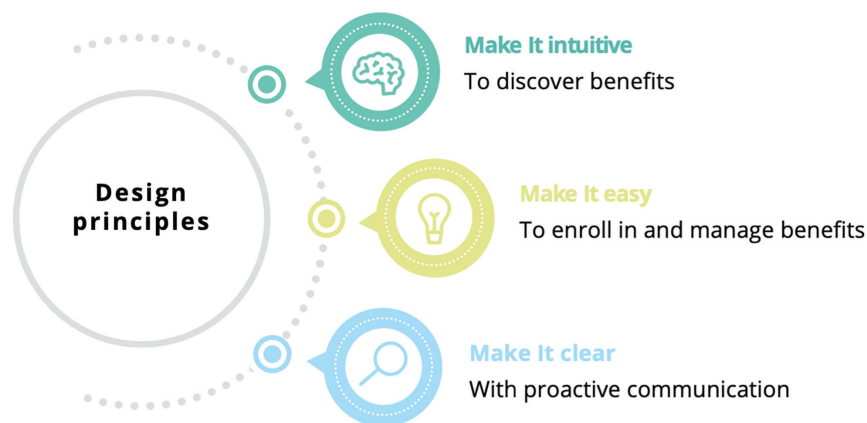 Design
principles
Make It intuitive
To discover benefits
Make It easy
To enroll in and manage benefits
Make It clear
With proactive communication